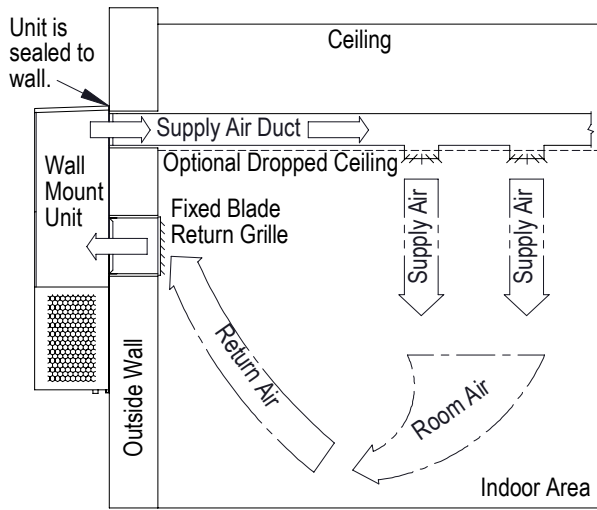 Unit is
sealed to
wall.
Ceiling
Supply Air Duct
Optional Dropped Ceiling
Wall
Mount
Unit
Fixed Blade
Return Grille
Supply Air
Supply Air
Return Air
Room Air
Outside Wall
Indoor Area